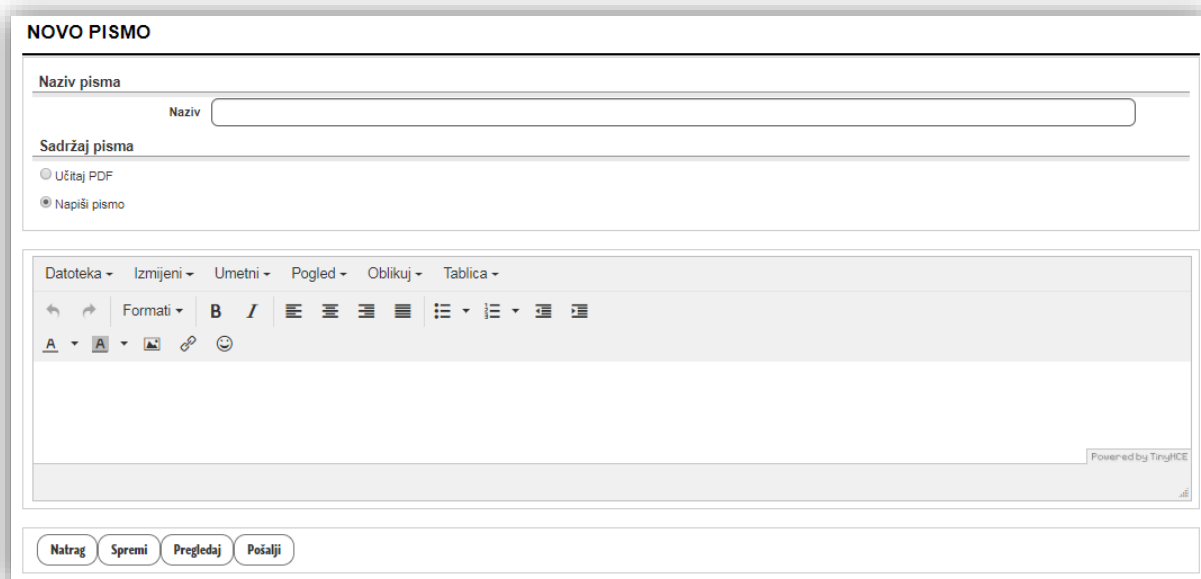 NOVO PISMO
Naziv pisma
Naziv
Sadržaj pisma
Učitaj PDF
Napiši pismo
Datoteka Izmijeni Umetni Pogled Oblikuj Tablica
Formati B I
A A
Powered by TinyMCE
Natrag Spremi Pregledaj Pošalji